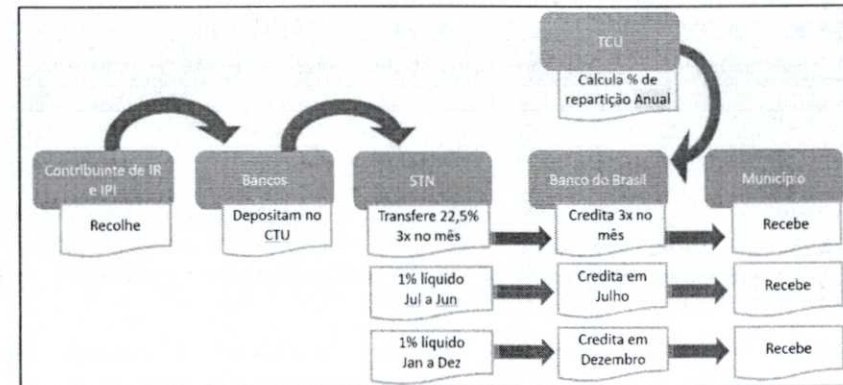 TCU
Calcula % de
repartição Anual
Contribuinte de IR
e IPI
Recolhe
Bancos
Depositam no
CTU
STN
Transfere 22,5%
3x no mês
Banco do Brasil
Credita 3x no
mês
Município
Recebe
1% líquido
Jul a Jun
Credita em
Julho
Recebe
1% líquido
Jan a Dez
Credita em
Dezembro
Recebe